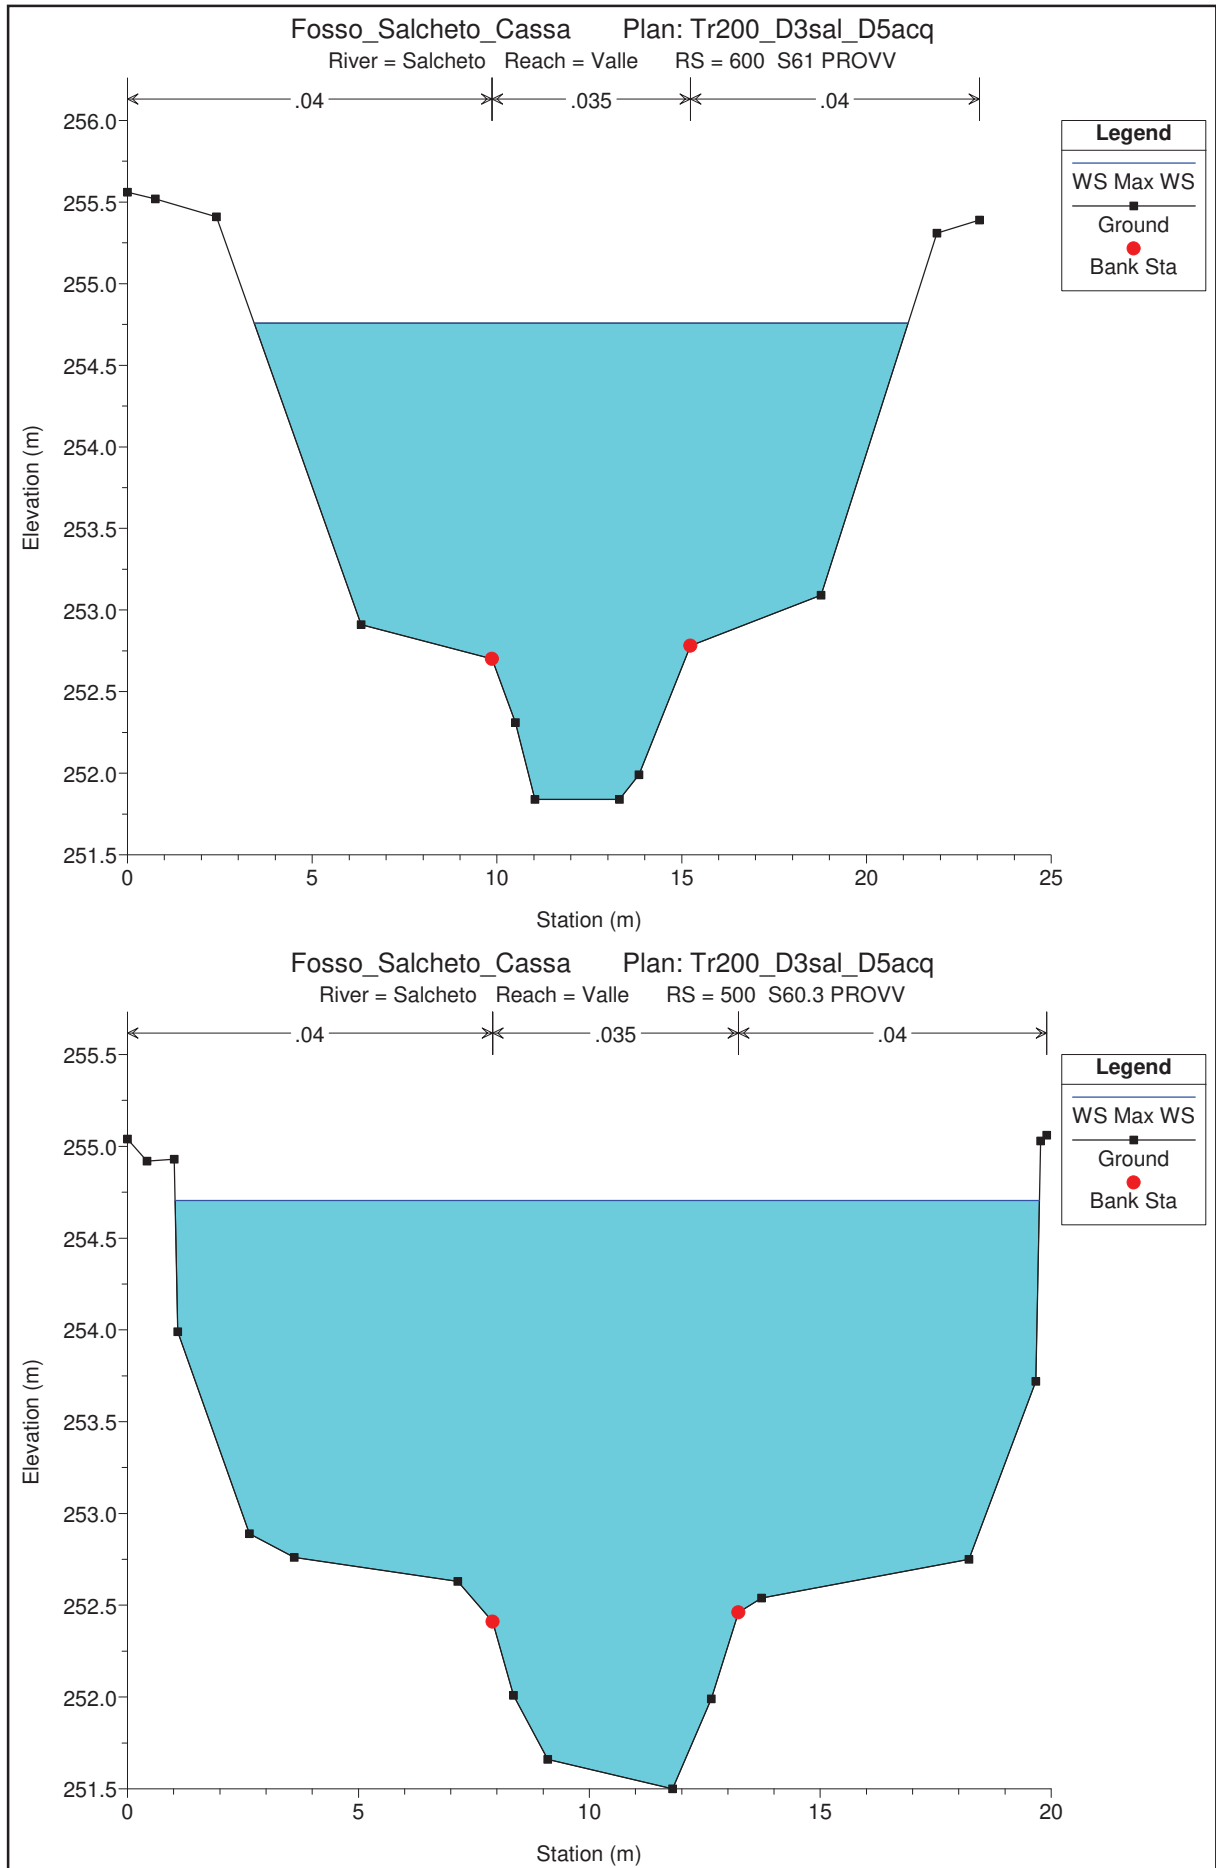 Fosso_Salcheto_Cassa Plan: Tr200_D3sal_D5acq
River = Salcheto Reach = Valle RS = 600 S61 PROVV
.04 .035 .04
256.0
255.5
255.0
254.5
254.0
253.5
253.0
252.5
252.0
251.5
Elevation (m)
0 5 10 15 20 25
Station (m)
Legend
WS Max WS
Ground
Bank Sta
Fosso_Salcheto_Cassa Plan: Tr200_D3sal_D5acq
River = Salcheto Reach = Valle RS = 500 S60.3 PROVV
.04 .035 .04
255.5
255.0
254.5
254.0
253.5
253.0
252.5
252.0
251.5
Elevation (m)
0 5 10 15 20
Station (m)
Legend
WS Max WS
Ground
Bank Sta